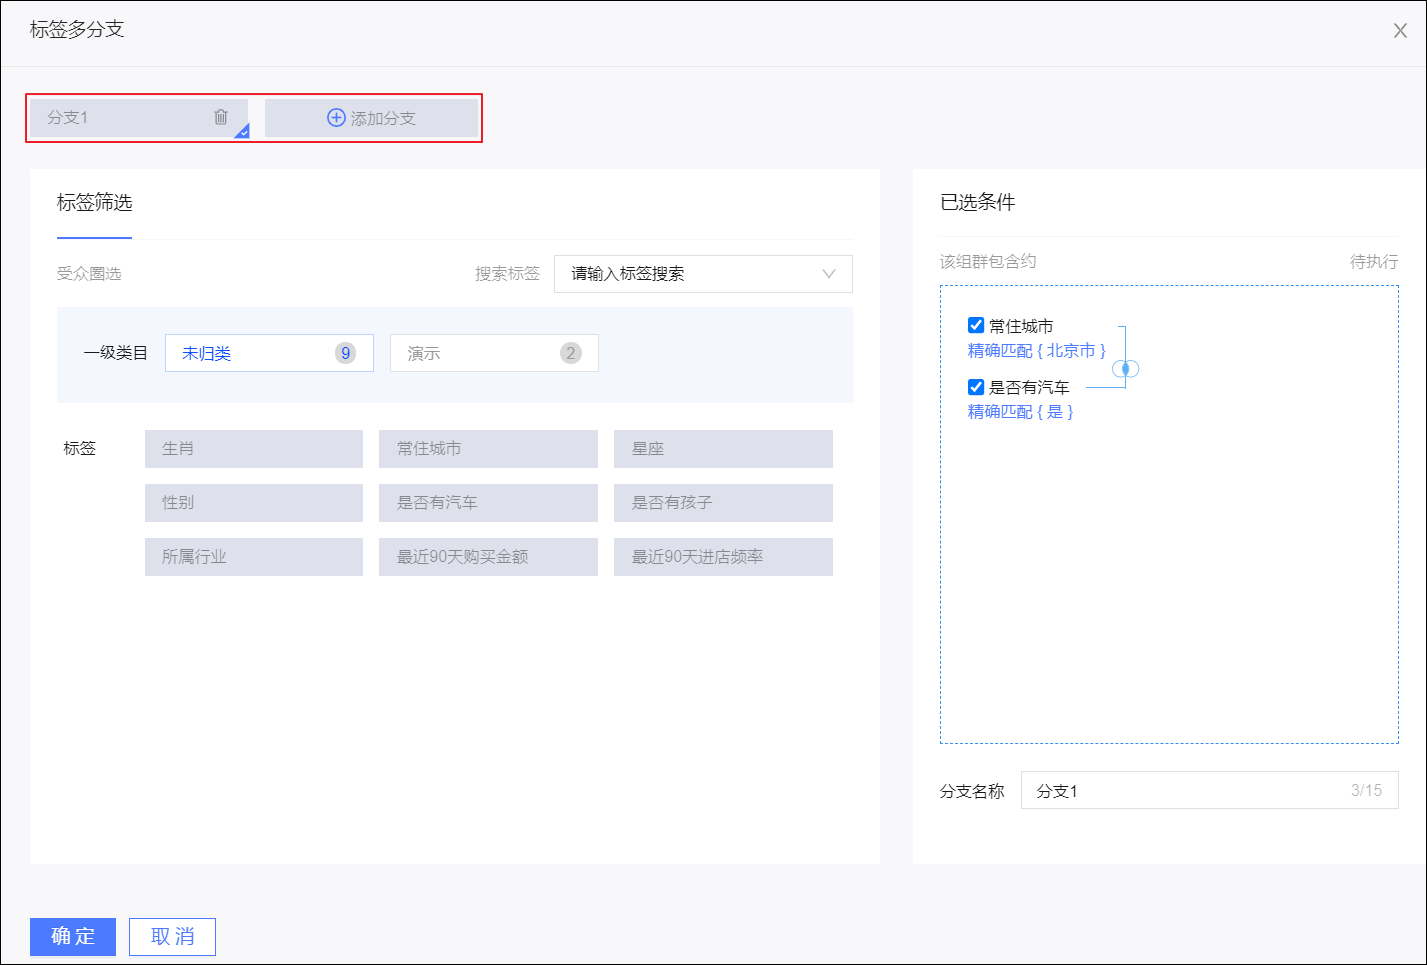 标签多分支
分支1
添加分支
标签筛选
受众圈选
搜索标签 请输入标签搜索
一级类目 未归类 9 演示 2
标签 生肖 常住城市 星座
性别 是否有汽车 是否有孩子
所属行业 最近90天购买金额 最近90天进店频率
已选条件
该组群包含约 待执行
常住城市
精确匹配 { 北京市 }
是否有汽车
精确匹配 { 是 }
分支名称 分支1 3/15
确 定 取 消